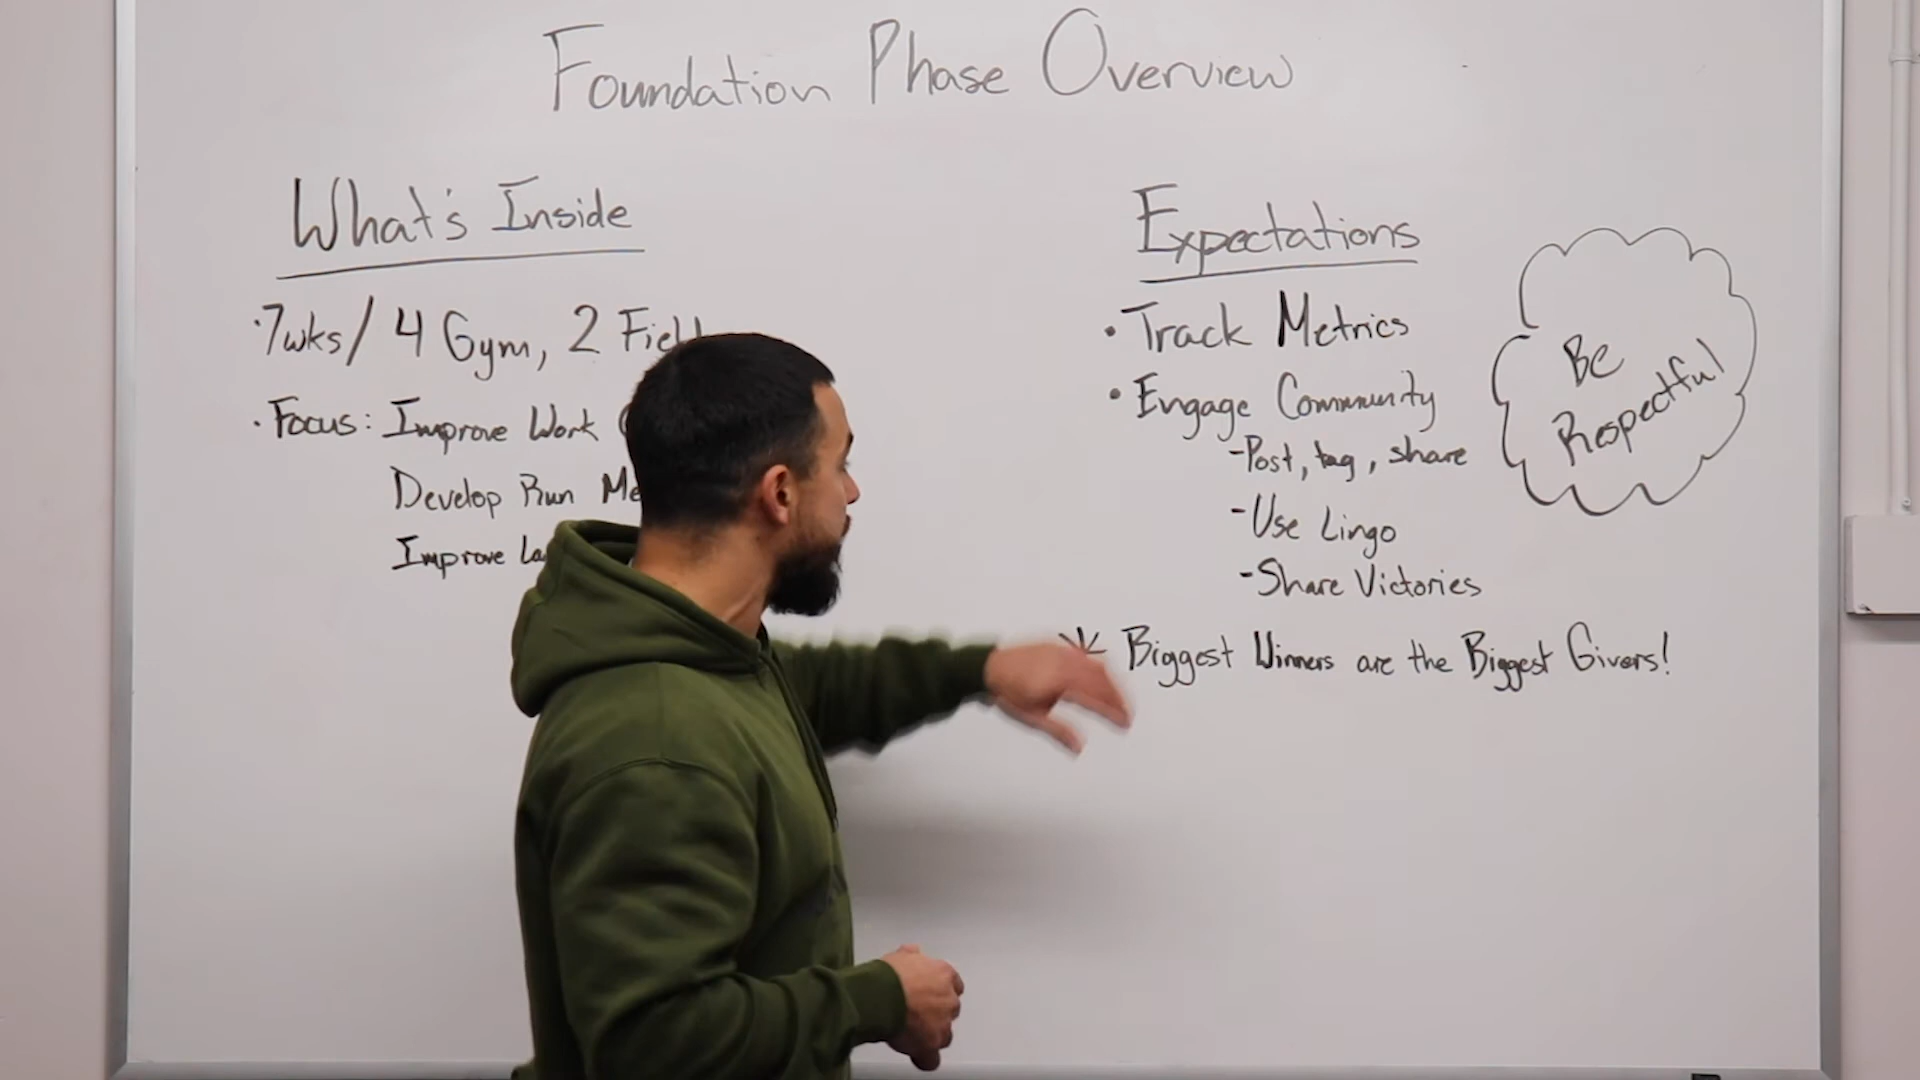 Foundation Phase Overview
What's Inside
·7wks/ 4 Gym, 2
·Focus: Improve Work
Develop Run
Improve
Expectations
·Track Metrics
·Engage Community
-Post, tag, share
-Use Lingo
-Share Victories
Biggest Winners are the Biggest Givers!
Be
Respectful